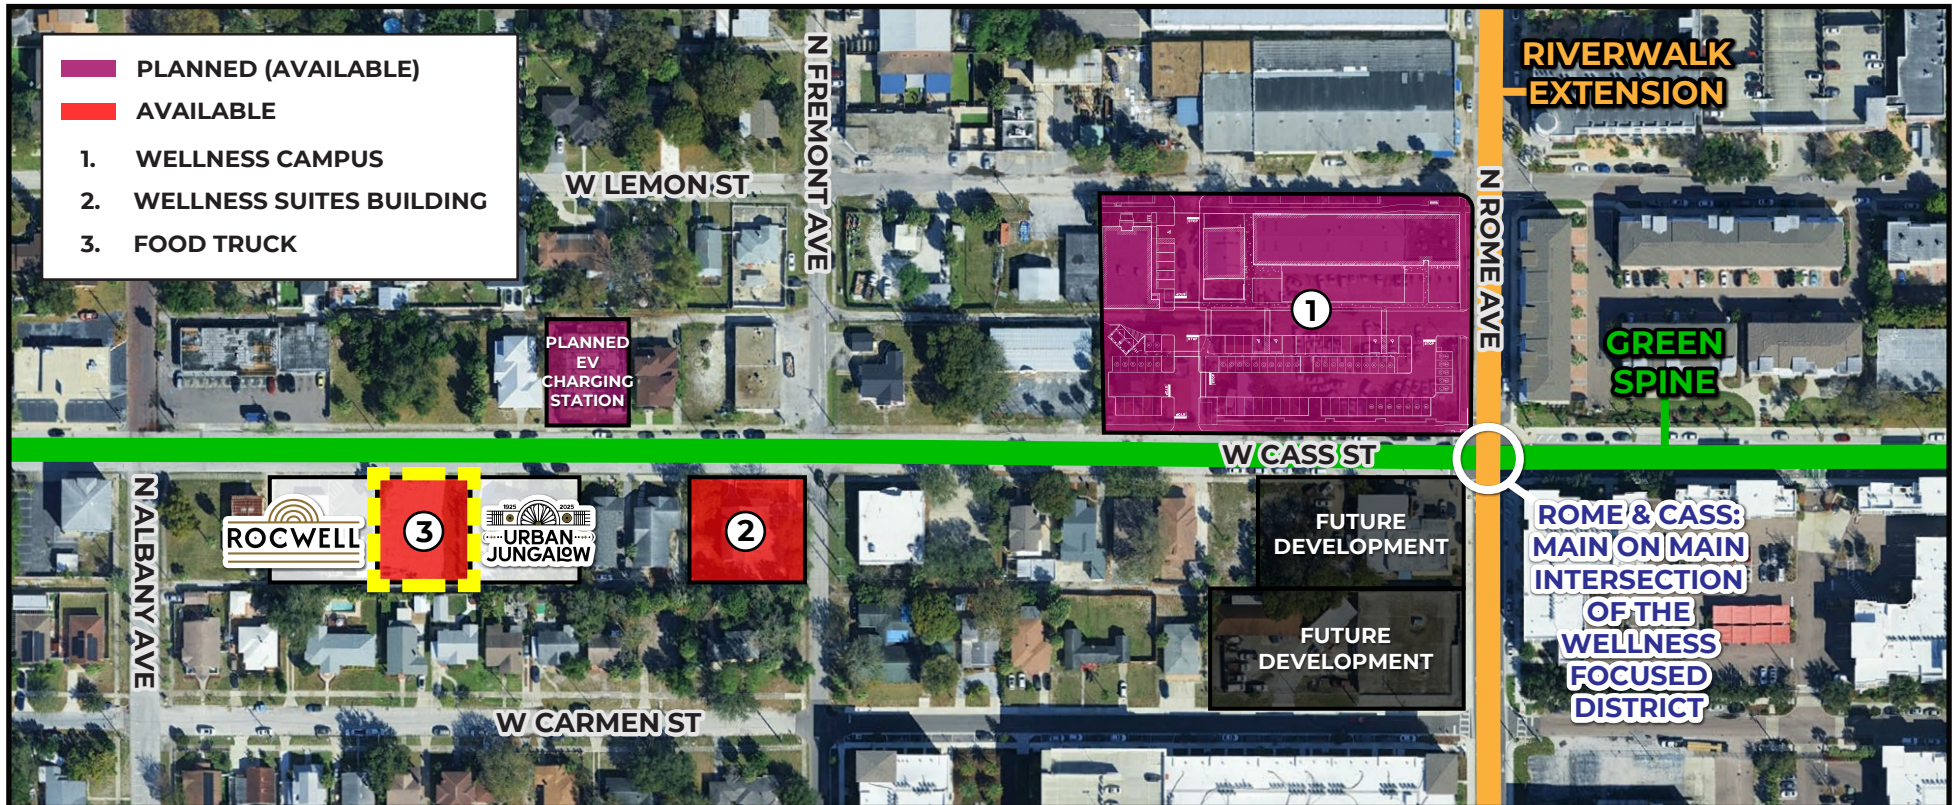 PLANNED (AVAILABLE)
AVAILABLE
1. WELLNESS CAMPUS
2. WELLNESS SUITES BUILDING
3. FOOD TRUCK
N FREMONT AVE
W LEMON ST
RIVERWALK
EXTENSION
N ROME AVE
1
PLANNED
EV
CHARGING
STATION
GREEN
SPINE
W CASS ST
N ALBANY AVE
ROCWELL
3
1925 2025
URBAN
JUNGALOW
2
FUTURE
DEVELOPMENT
FUTURE
DEVELOPMENT
ROME & CASS:
MAIN ON MAIN
INTERSECTION
OF THE
WELLNESS
FOCUSED
DISTRICT
W CARMEN ST